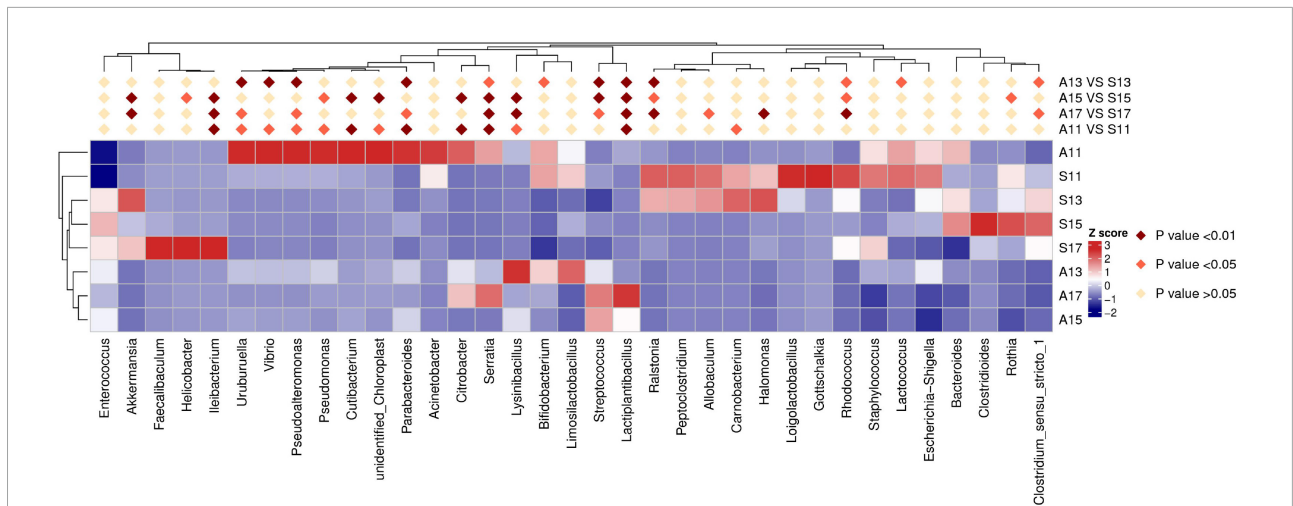 A13 VS S13
A15 VS S15
A17 VS S17
A11 VS S11
A11
S11
S13
S15
S17
A13
A17
A15
Z score
3
2
1
0
−1
−2
P value <0.01
P value <0.05
P value >0.05
Enterococcus
Akkermansia
Faecalibaculum
Helicobacter
Ileibacterium
Uruburuella
Vibrio
Pseudoalteromonas
Pseudomonas
Cutibacterium
unidentified_Chloroplast
Parabacteroides
Acinetobacter
Citrobacter
Serratia
Lysinibacillus
Bifidobacterium
Limosilactobacillus
Streptococcus
Lactiplantibacillus
Ralstonia
Peptoclostridium
Allobaculum
Carnobacterium
Halomonas
Loigolactobacillus
Gottschalkia
Rhodococcus
Staphylococcus
Lactococcus
Escherichia−Shigella
Bacteroides
Clostridioides
Rothia
Clostridium_sensu_stricto_1